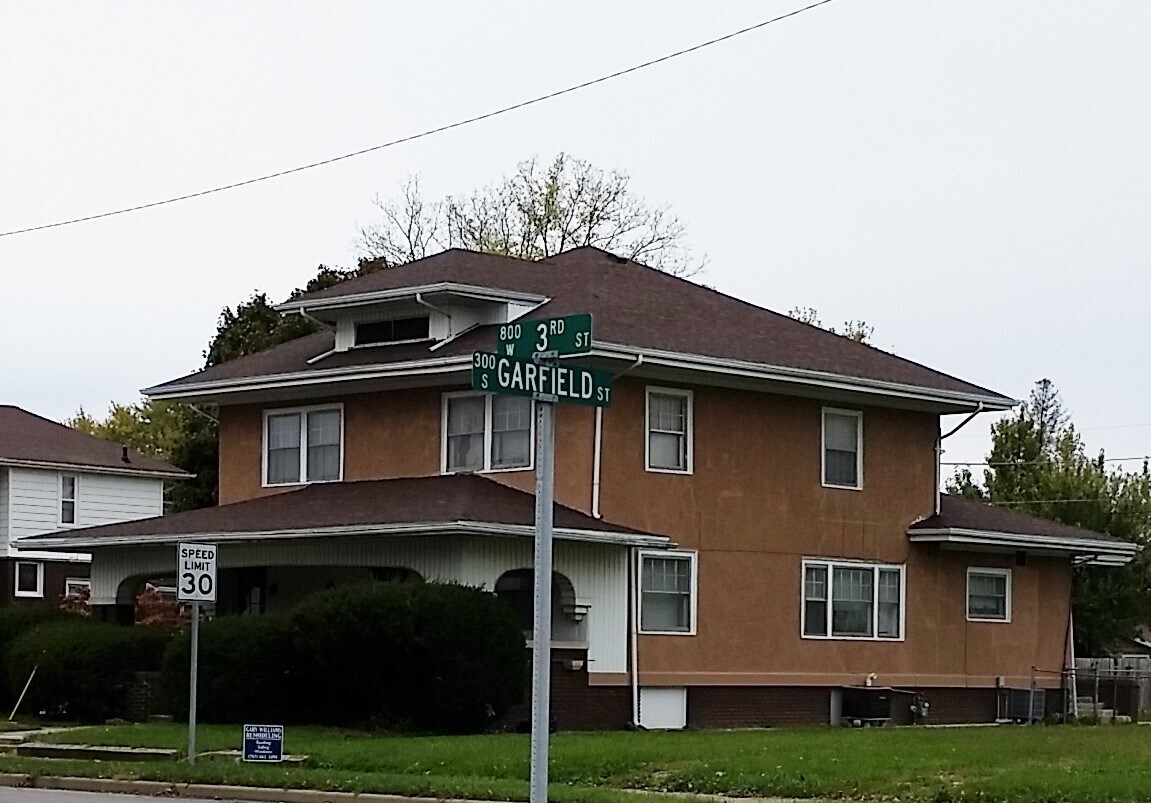 800 W 3RD ST
300 S GARFIELD ST
SPEED
LIMIT
30
GARY WILLIAMS
REMODELING